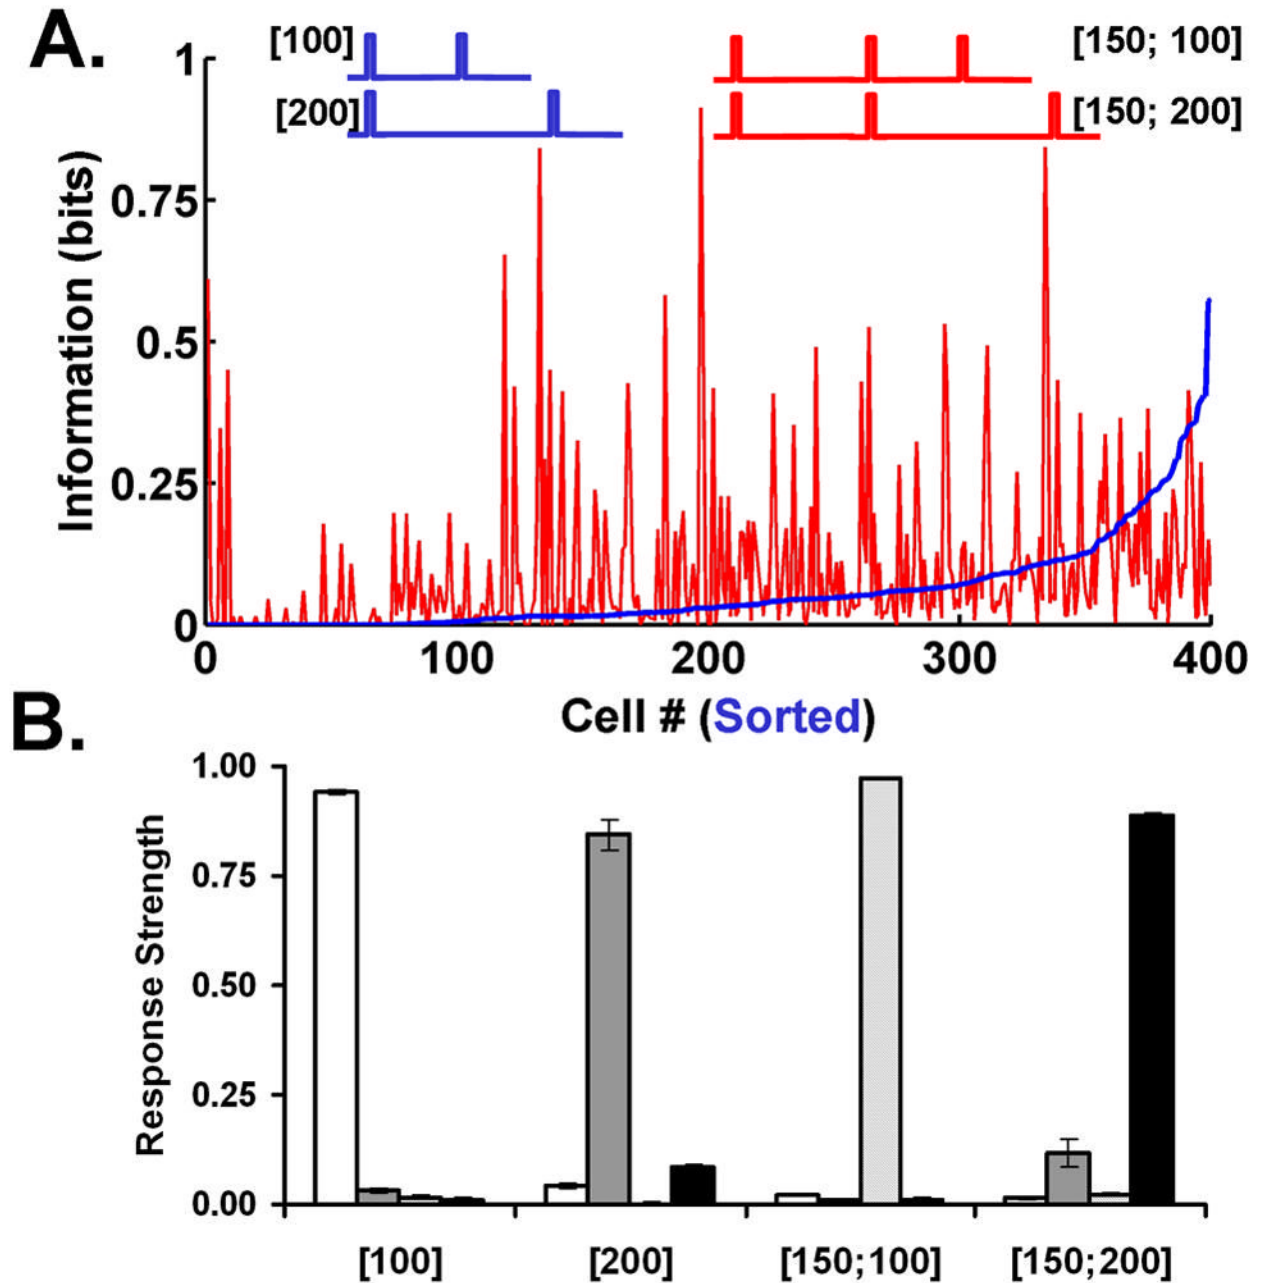 A.
[100] [150; 100]
[200] [150; 200]
1
0.75
0.5
0.25
0
Information (bits)
0 100 200 300 400
Cell # (Sorted)
B.
1.00
0.75
0.50
0.25
0.00
Response Strength
[100] [200] [150;100] [150;200]